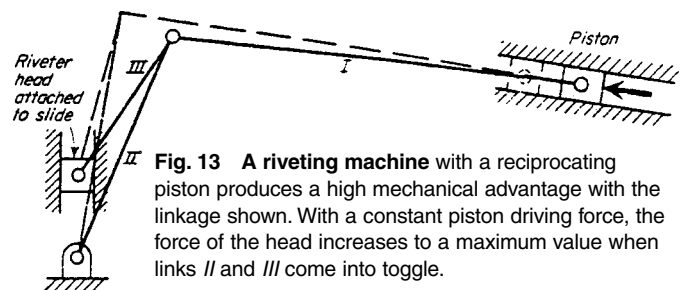 Piston
Riveter
head
attached
to slide
III
I
II
Fig. 13 A riveting machine with a reciprocating
piston produces a high mechanical advantage with the
linkage shown. With a constant piston driving force, the
force of the head increases to a maximum value when
links II and III come into toggle.